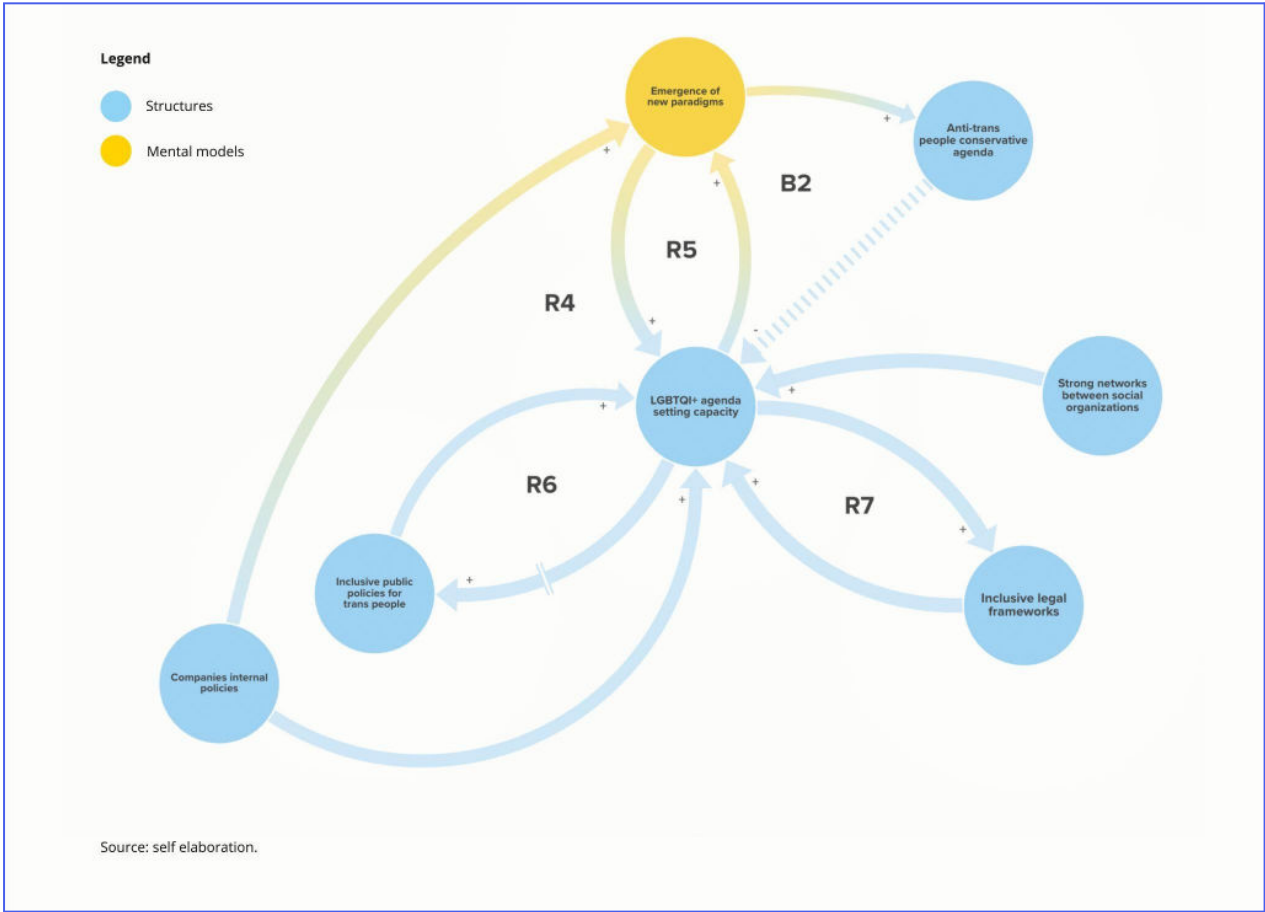 Legend
Structures
Mental models
Emergence of
new paradigms
+
Anti-trans
people conservative
agenda
+
B2
+
R5
R4
+
-
LGBTQI+ agenda
setting capacity
+
Strong networks
between social
organizations
+
R6
+
+
R7
+
+
Inclusive public
policies for
trans people
Inclusive legal
frameworks
Companies internal
policies
Source: self elaboration.